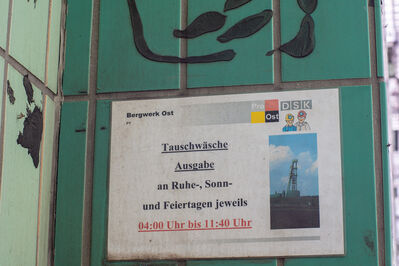 Bergwerk Ost
Pro DSK
Ost
Tauschwäsche
Ausgabe
an Ruhe-, Sonn-
und Feiertagen jeweils
04:00 Uhr bis 11:40 Uhr